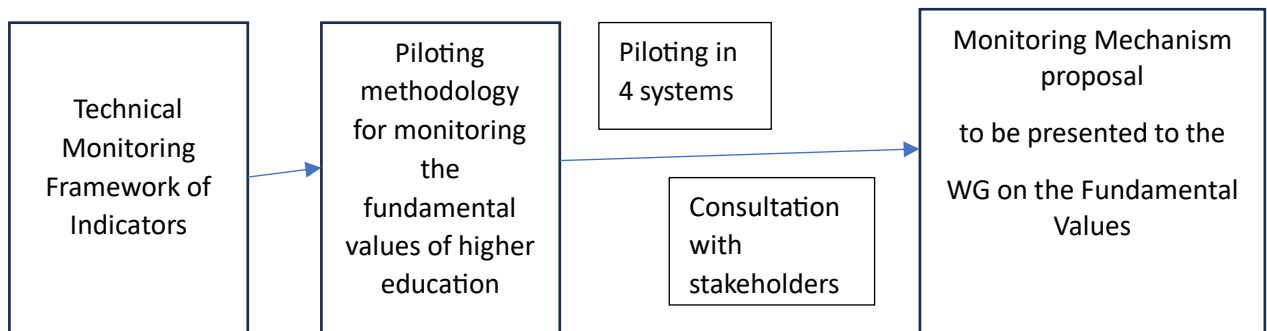 Technical
Monitoring
Framework of
Indicators
Piloting
methodology
for monitoring
the
fundamental
values of higher
education
Piloting in
4 systems
Consultation
with
stakeholders
Monitoring Mechanism
proposal
to be presented to the
WG on the Fundamental
Values